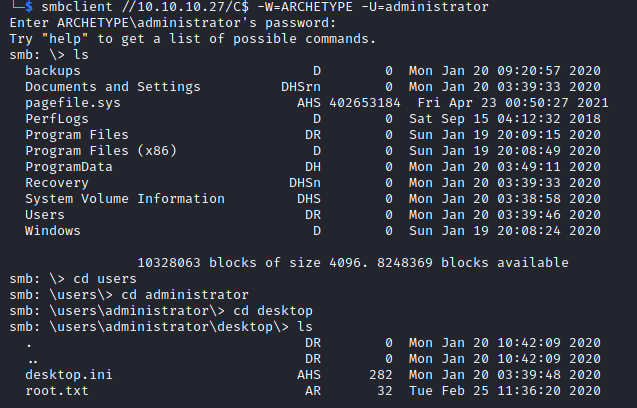 └─$ smbclient //10.10.10.27/C$ -W=ARCHETYPE -U=administrator
Enter ARCHETYPE\administrator's password:
Try "help" to get a list of possible commands.
smb: \> ls
  backups                             D        0  Mon Jan 20 09:20:57 2020
  Documents and Settings          DHSrn        0  Mon Jan 20 03:39:33 2020
  pagefile.sys                      AHS 402653184  Fri Apr 23 00:50:27 2021
  PerfLogs                            D        0  Sat Sep 15 04:12:32 2018
  Program Files                      DR        0  Sun Jan 19 20:09:15 2020
  Program Files (x86)                 D        0  Sun Jan 19 20:08:49 2020
  ProgramData                        DH        0  Mon Jan 20 03:49:11 2020
  Recovery                         DHSn        0  Mon Jan 20 03:39:33 2020
  System Volume Information         DHS        0  Mon Jan 20 03:38:58 2020
  Users                              DR        0  Mon Jan 20 03:39:46 2020
  Windows                             D        0  Sun Jan 19 20:08:24 2020
10328063 blocks of size 4096. 8248369 blocks available
smb: \> cd users
smb: \users\> cd administrator
smb: \users\administrator\> cd desktop
smb: \users\administrator\desktop\> ls
  .                                  DR        0  Mon Jan 20 10:42:09 2020
  ..                                 DR        0  Mon Jan 20 10:42:09 2020
  desktop.ini                       AHS      282  Mon Jan 20 03:39:48 2020
  root.txt                           AR       32  Tue Feb 25 11:36:20 2020